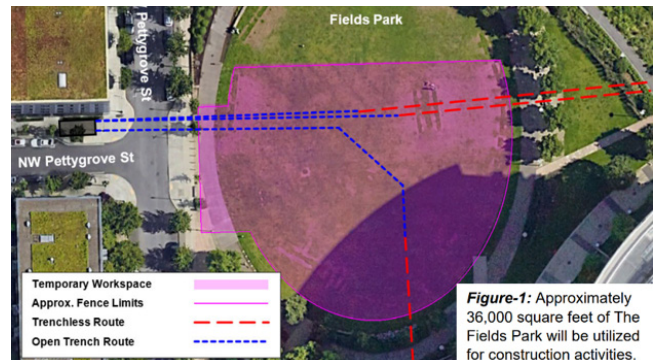 Fields Park
Pettygrove St
NW Pettygrove St
Temporary Workspace
Approx. Fence Limits
Trenchless Route
Open Trench Route
Figure-1: Approximately
36,000 square feet of The
Fields Park will be utilized
for construction activities.